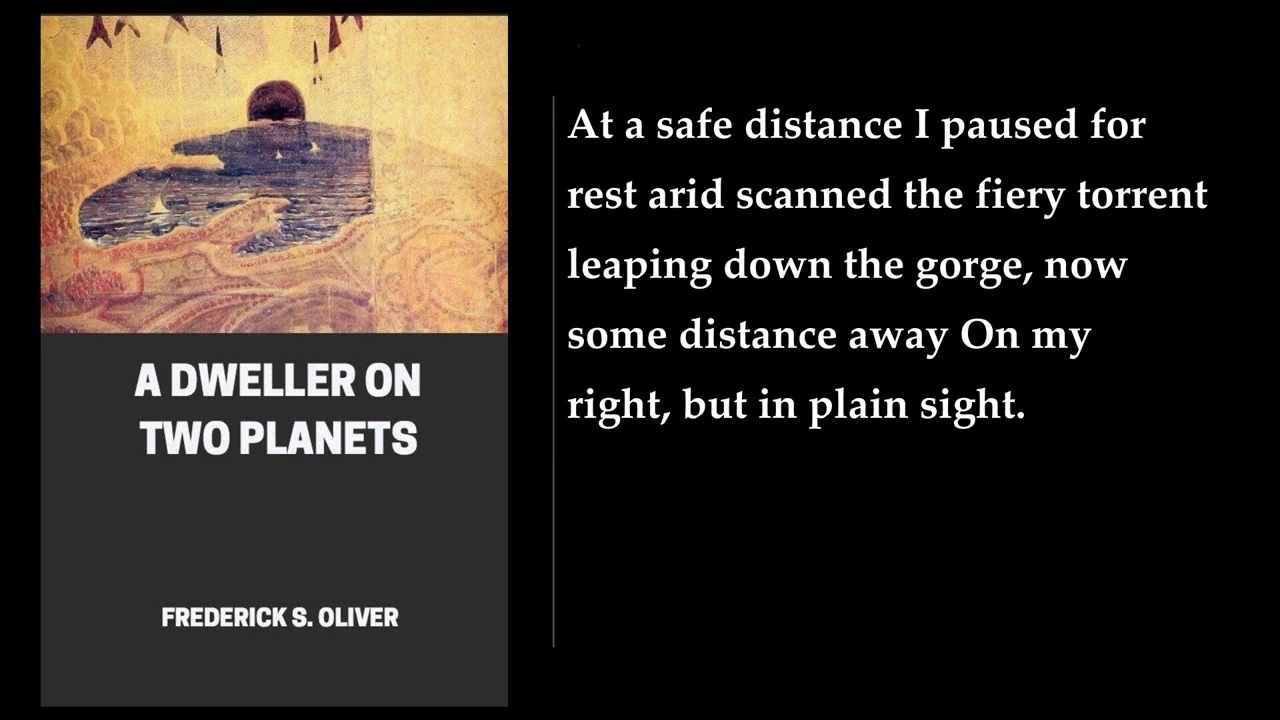 A DWELLER ON
TWO PLANETS
FREDERICK S. OLIVER
At a safe distance I paused for
rest arid scanned the fiery torrent
leaping down the gorge, now
some distance away On my
right, but in plain sight.